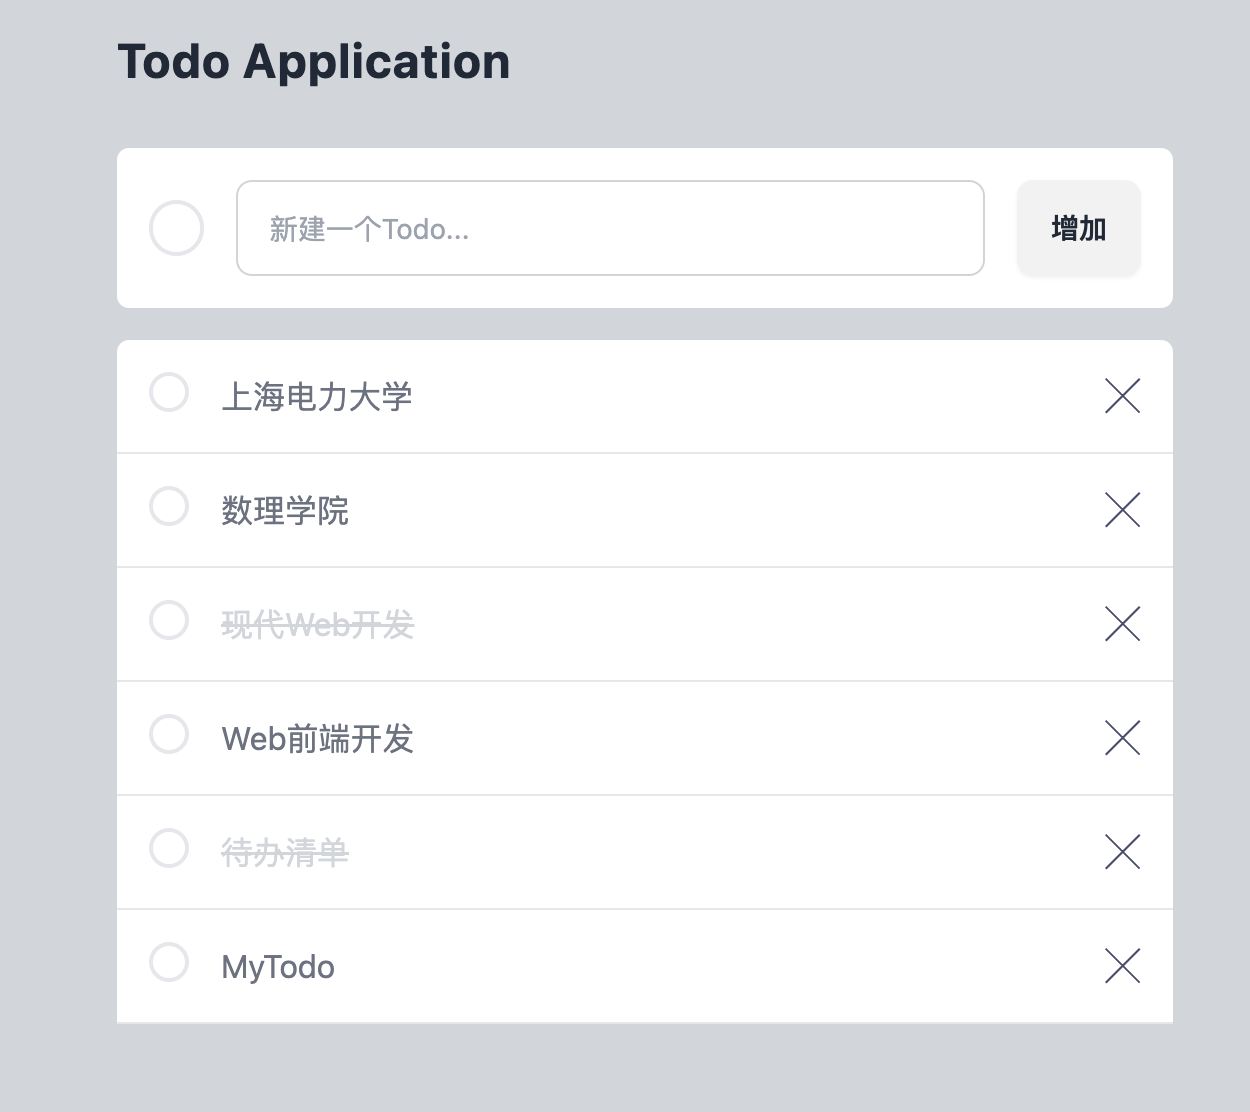 Todo Application
新建一个Todo...
增加
上海电力大学
数理学院
现代Web开发
Web前端开发
待办清单
MyTodo